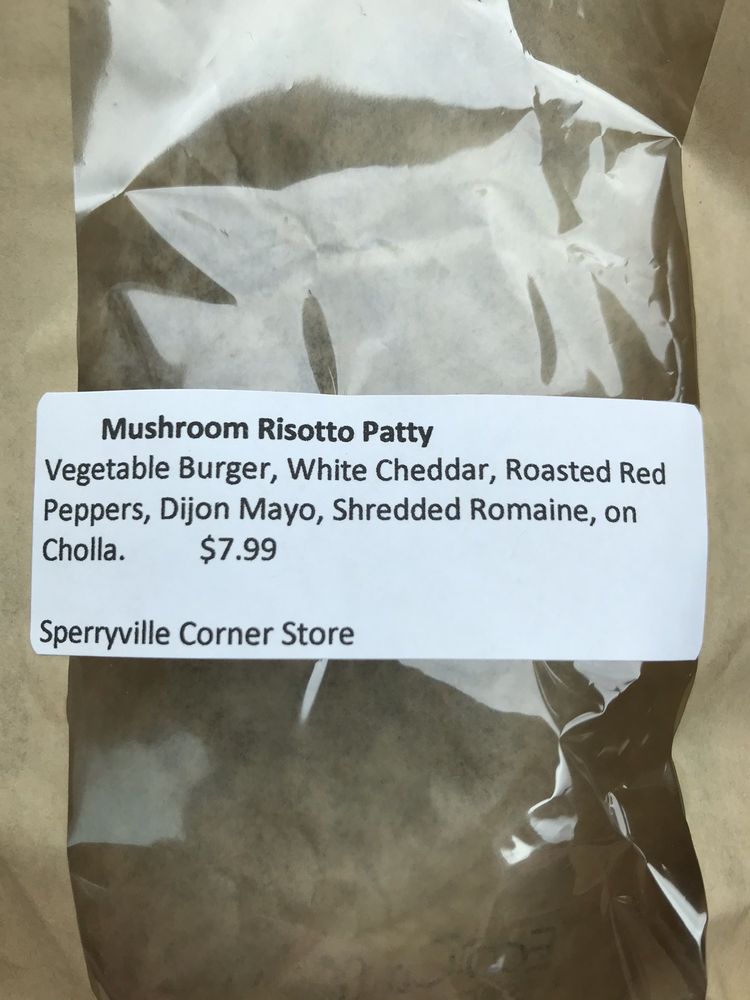 Mushroom Risotto Patty
Vegetable Burger, White Cheddar, Roasted Red
Peppers, Dijon Mayo, Shredded Romaine, on
Cholla. $7.99
Sperryville Corner Store